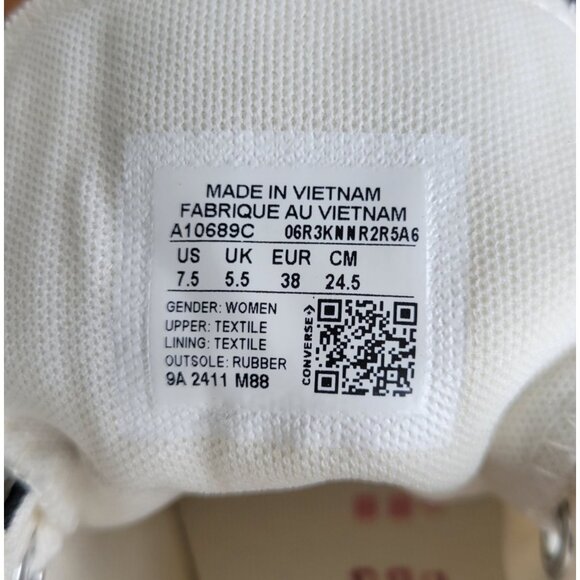 MADE IN VIETNAM
FABRIQUE AU VIETNAM
A10689C 06R3KNNR2R5A6
US UK EUR CM
7.5 5.5 38 24.5
GENDER: WOMEN
UPPER: TEXTILE
LINING: TEXTILE
OUTSOLE: RUBBER
9A 2411 M88
CONVERSE